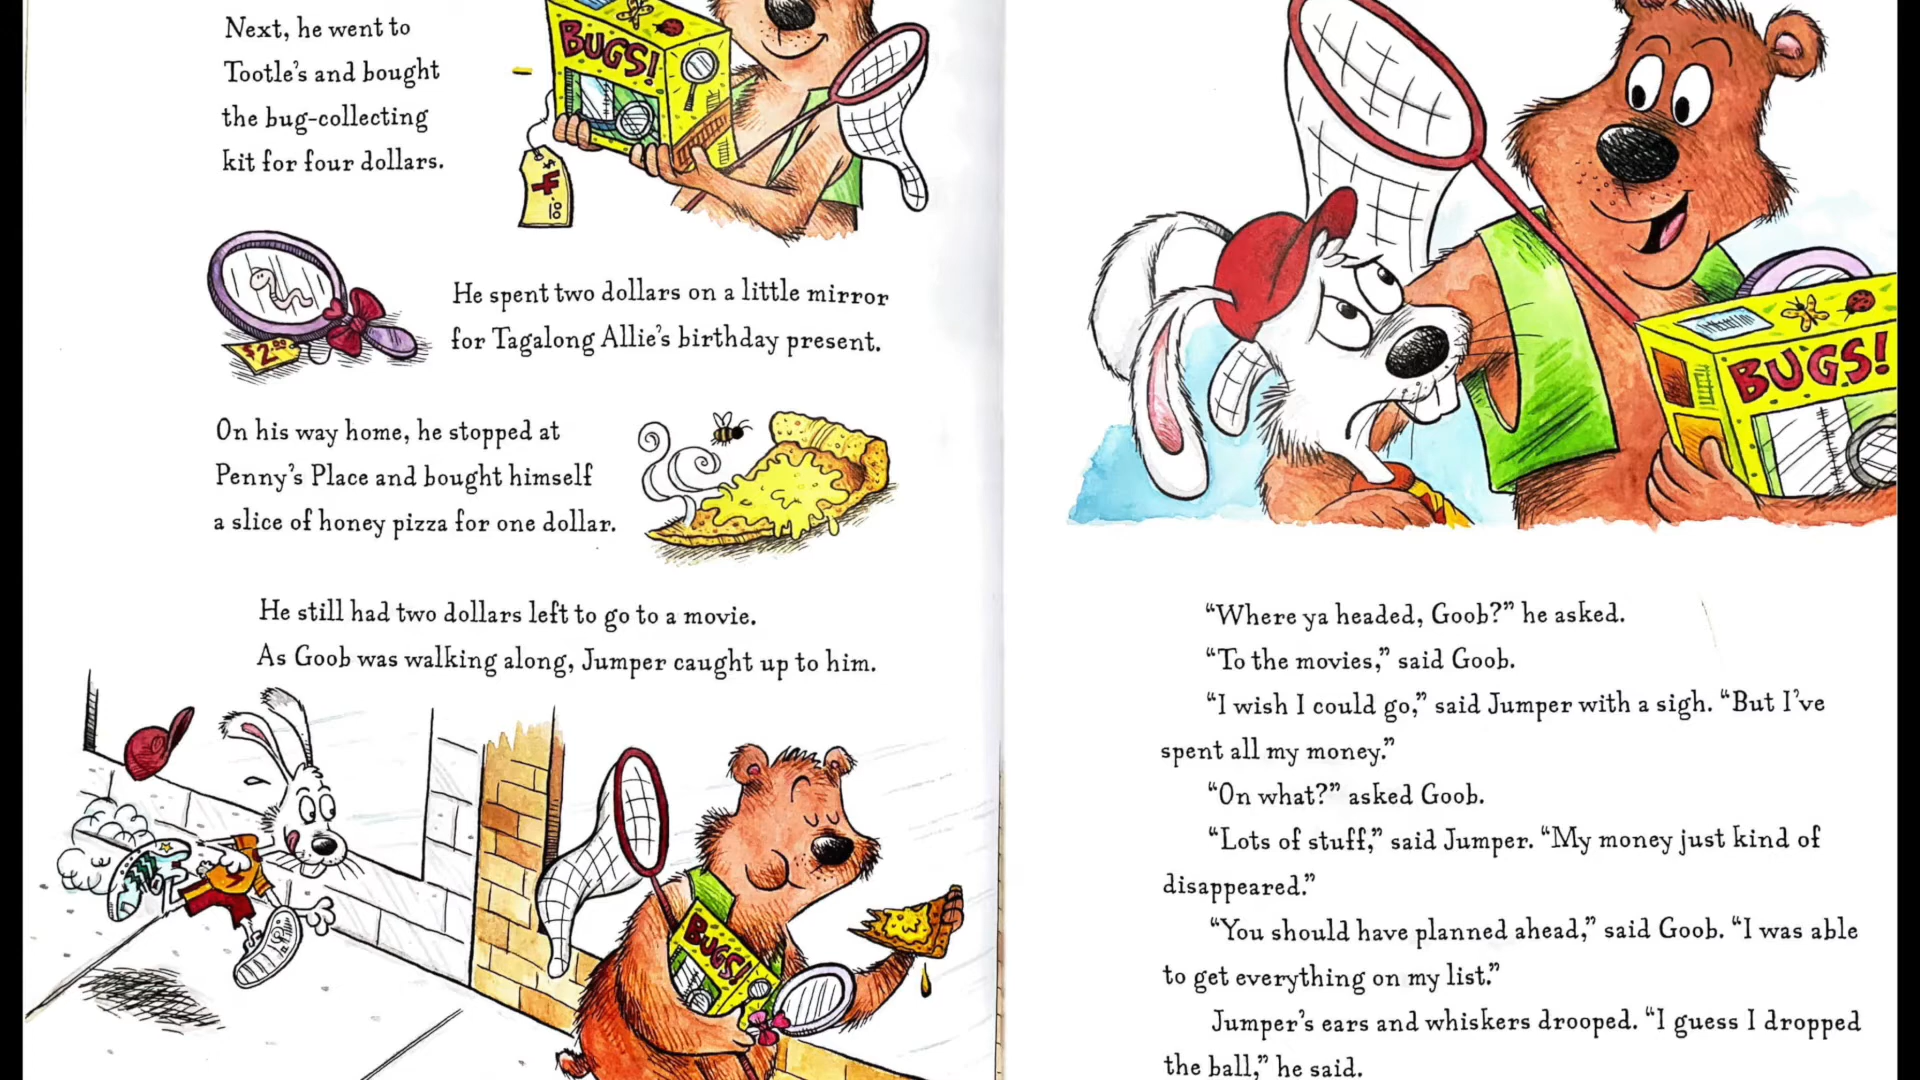 Next, he went to
Tootle's and bought
the bug-collecting
kit for four dollars.
BUGS!
$4.00
$2.00
He spent two dollars on a little mirror
for Tagalong Allie's birthday present.
On his way home, he stopped at
Penny's Place and bought himself
a slice of honey pizza for one dollar.
He still had two dollars left to go to a movie.
As Goob was walking along, Jumper caught up to him.
BUGS!
BUGS!
“Where ya headed, Goob?” he asked.
“To the movies,” said Goob.
“I wish I could go,” said Jumper with a sigh. “But I've
spent all my money.”
“On what?” asked Goob.
“Lots of stuff,” said Jumper. “My money just kind of
disappeared.”
“You should have planned ahead,” said Goob. “I was able
to get everything on my list.”
Jumper's ears and whiskers drooped. “I guess I dropped
the ball,” he said.